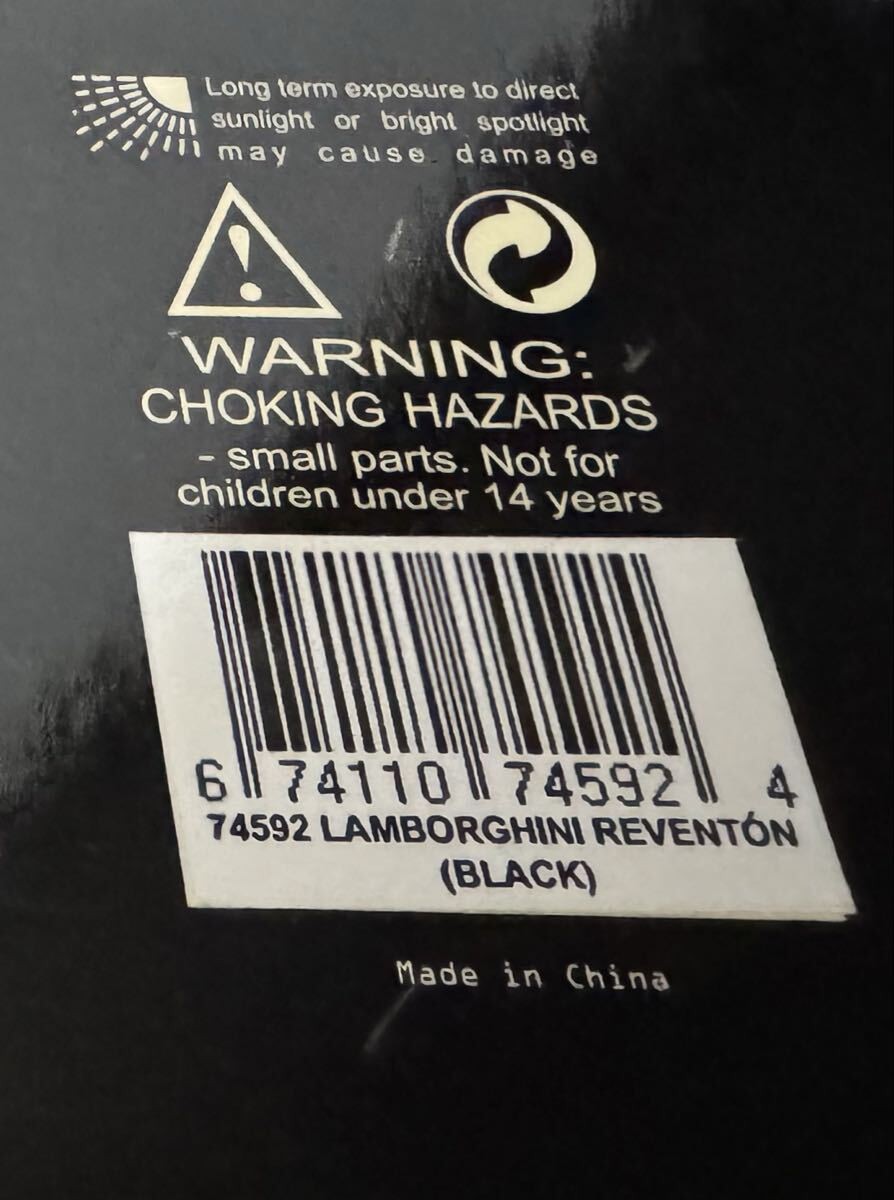 Long term exposure to direct
sunlight or bright spotlight
may cause damage
WARNING:
CHOKING HAZARDS
- small parts. Not for
children under 14 years
6 74110 74592 4
74592 LAMBORGHINI REVENTÓN
(BLACK)
Made in China